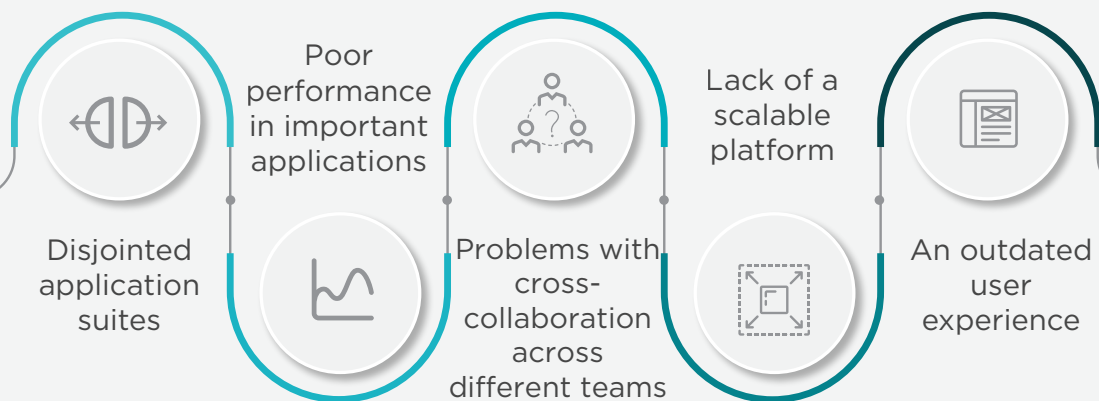 Disjointed
application
suites
Poor
performance
in important
applications
?
Problems with
cross-
collaboration
across
different teams
Lack of a
scalable
platform
An outdated
user
experience